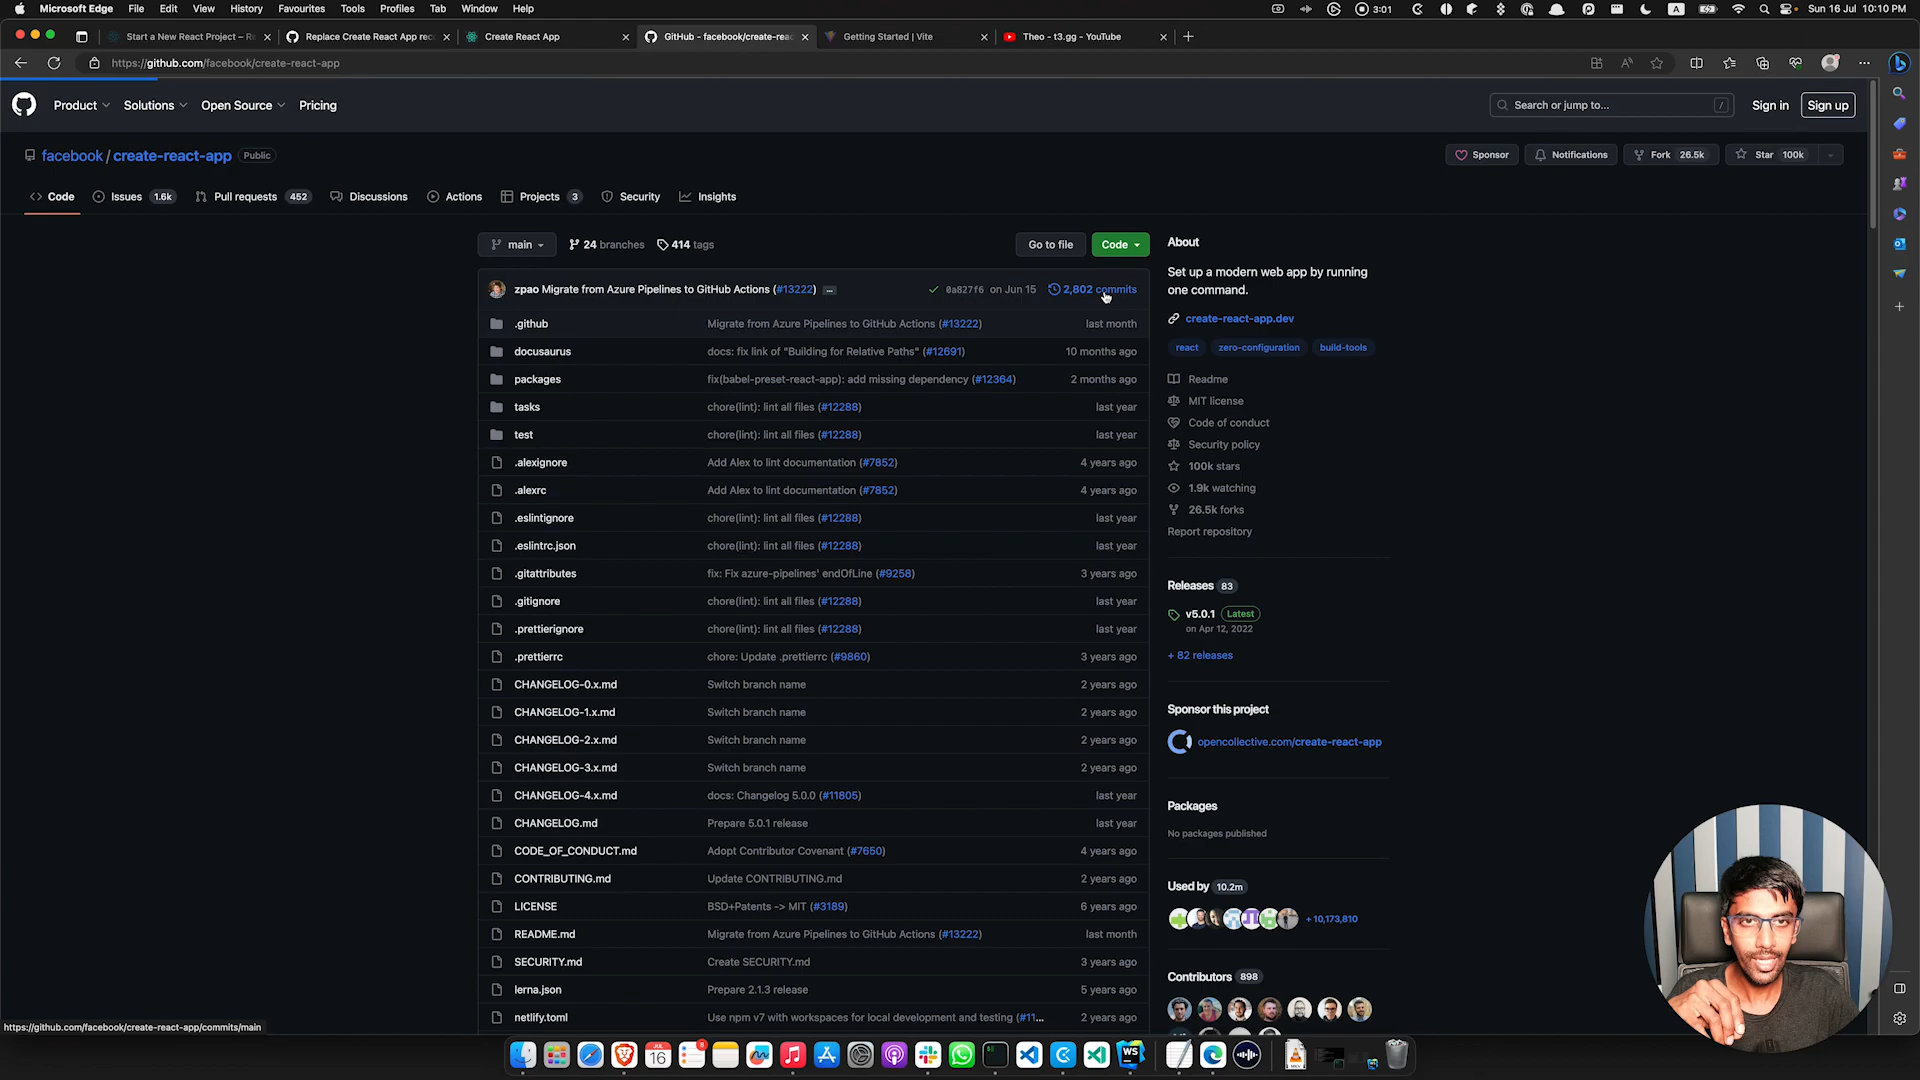 Microsoft Edge File Edit View History Favourites Tools Profiles Tab Window Help 3:01 A Sun 16 Jul 10:10 PM
Start a New React Project – Re Replace Create React App rec Create React App GitHub - facebook/create-reac Getting Started | Vite Theo - t3.gg - YouTube
https://github.com/facebook/create-react-app
Product Solutions Open Source Pricing Search or jump to... / Sign in Sign up
facebook / create-react-app Public Sponsor Notifications Fork 26.5k Star 100k
Code Issues 1.6k Pull requests 452 Discussions Actions Projects 3 Security Insights
main 24 branches 414 tags Go to file Code
zpao Migrate from Azure Pipelines to GitHub Actions (#13222) ... 0a827f6 on Jun 15 2,802 commits
.github Migrate from Azure Pipelines to GitHub Actions (#13222) last month
docusaurus docs: fix link of "Building for Relative Paths" (#12691) 10 months ago
packages fix(babel-preset-react-app): add missing dependency (#12364) 2 months ago
tasks chore(lint): lint all files (#12288) last year
test chore(lint): lint all files (#12288) last year
.alexignore Add Alex to lint documentation (#7852) 4 years ago
.alexrc Add Alex to lint documentation (#7852) 4 years ago
.eslintignore chore(lint): lint all files (#12288) last year
.eslintrc.json chore(lint): lint all files (#12288) last year
.gitattributes fix: Fix azure-pipelines' endOfLine (#9258) 3 years ago
.gitignore chore(lint): lint all files (#12288) last year
.prettierignore chore(lint): lint all files (#12288) last year
.prettierrc chore: Update .prettierrc (#9860) 3 years ago
CHANGELOG-0.x.md Switch branch name 2 years ago
CHANGELOG-1.x.md Switch branch name 2 years ago
CHANGELOG-2.x.md Switch branch name 2 years ago
CHANGELOG-3.x.md Switch branch name 2 years ago
CHANGELOG-4.x.md docs: Changelog 5.0.0 (#11805) last year
CHANGELOG.md Prepare 5.0.1 release last year
CODE_OF_CONDUCT.md Adopt Contributor Covenant (#7650) 4 years ago
CONTRIBUTING.md Update CONTRIBUTING.md 2 years ago
LICENSE BSD+Patents -> MIT (#3189) 6 years ago
README.md Migrate from Azure Pipelines to GitHub Actions (#13222) last month
SECURITY.md Create SECURITY.md 3 years ago
lerna.json Prepare 2.1.3 release 5 years ago
netlify.toml Use npm v7 with workspaces for local development and testing (#11... 2 years ago
About
Set up a modern web app by running
one command.
create-react-app.dev
react zero-configuration build-tools
Readme
MIT license
Code of conduct
Security policy
100k stars
1.9k watching
26.5k forks
Report repository
Releases 83
v5.0.1 Latest
on Apr 12, 2022
+ 82 releases
Sponsor this project
opencollective.com/create-react-app
Packages
No packages published
Used by 10.2m
+ 10,173,810
Contributors 898
https://github.com/facebook/create-react-app/commits/main
JUL
16
8
WS